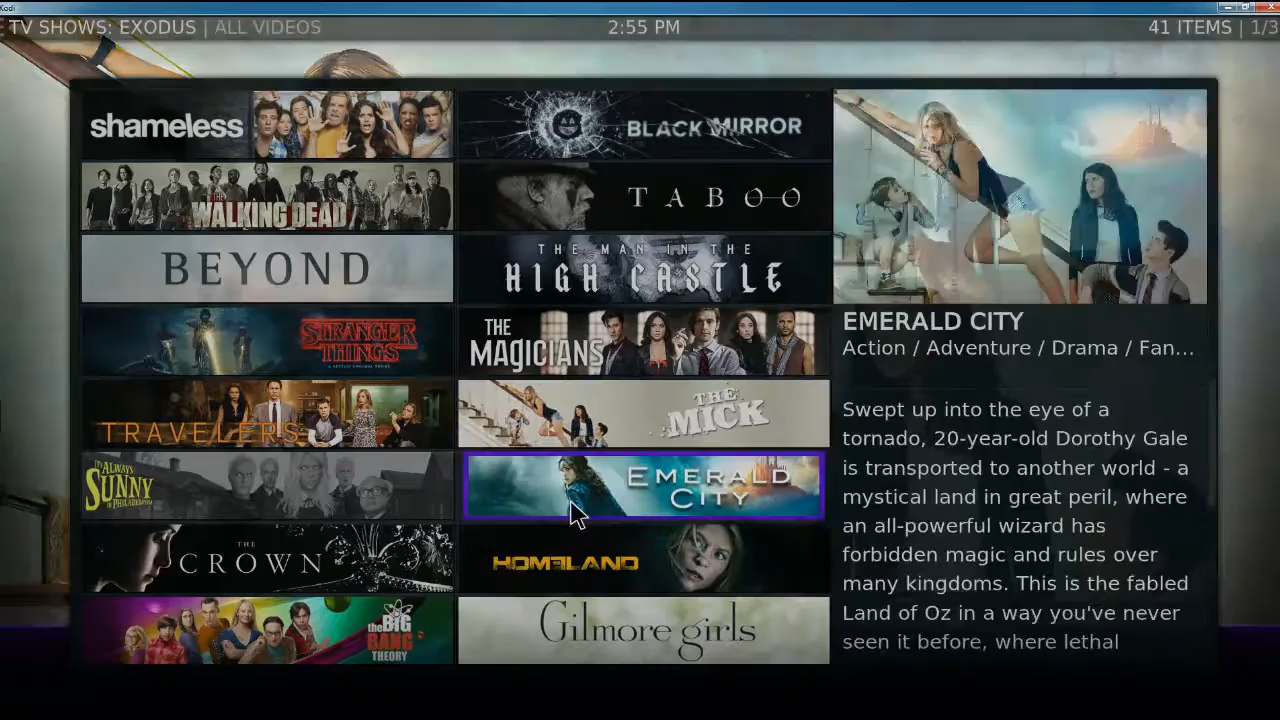 Kodi
TV SHOWS: EXODUS | ALL VIDEOS
2:55 PM
41 ITEMS | 1/3
shameless
BLACK MIRROR
THE
WALKING DEAD
TABOO
BEYOND
THE MAN IN THE
HIGH CASTLE
STRANGER
THINGS
A NETFLIX ORIGINAL SERIES
THE
MAGICIANS
TRAVELERS
THE
MICK
IT'S
ALWAYS
SUNNY
IN PHILADELPHIA
EMERALD
CITY
THE
CROWN
HOMELAND
the BIG
BANG
THEORY
Gilmore girls
EMERALD CITY
Action / Adventure / Drama / Fan...
Swept up into the eye of a
tornado, 20-year-old Dorothy Gale
is transported to another world - a
mystical land in great peril, where
an all-powerful wizard has
forbidden magic and rules over
many kingdoms. This is the fabled
Land of Oz in a way you've never
seen it before, where lethal